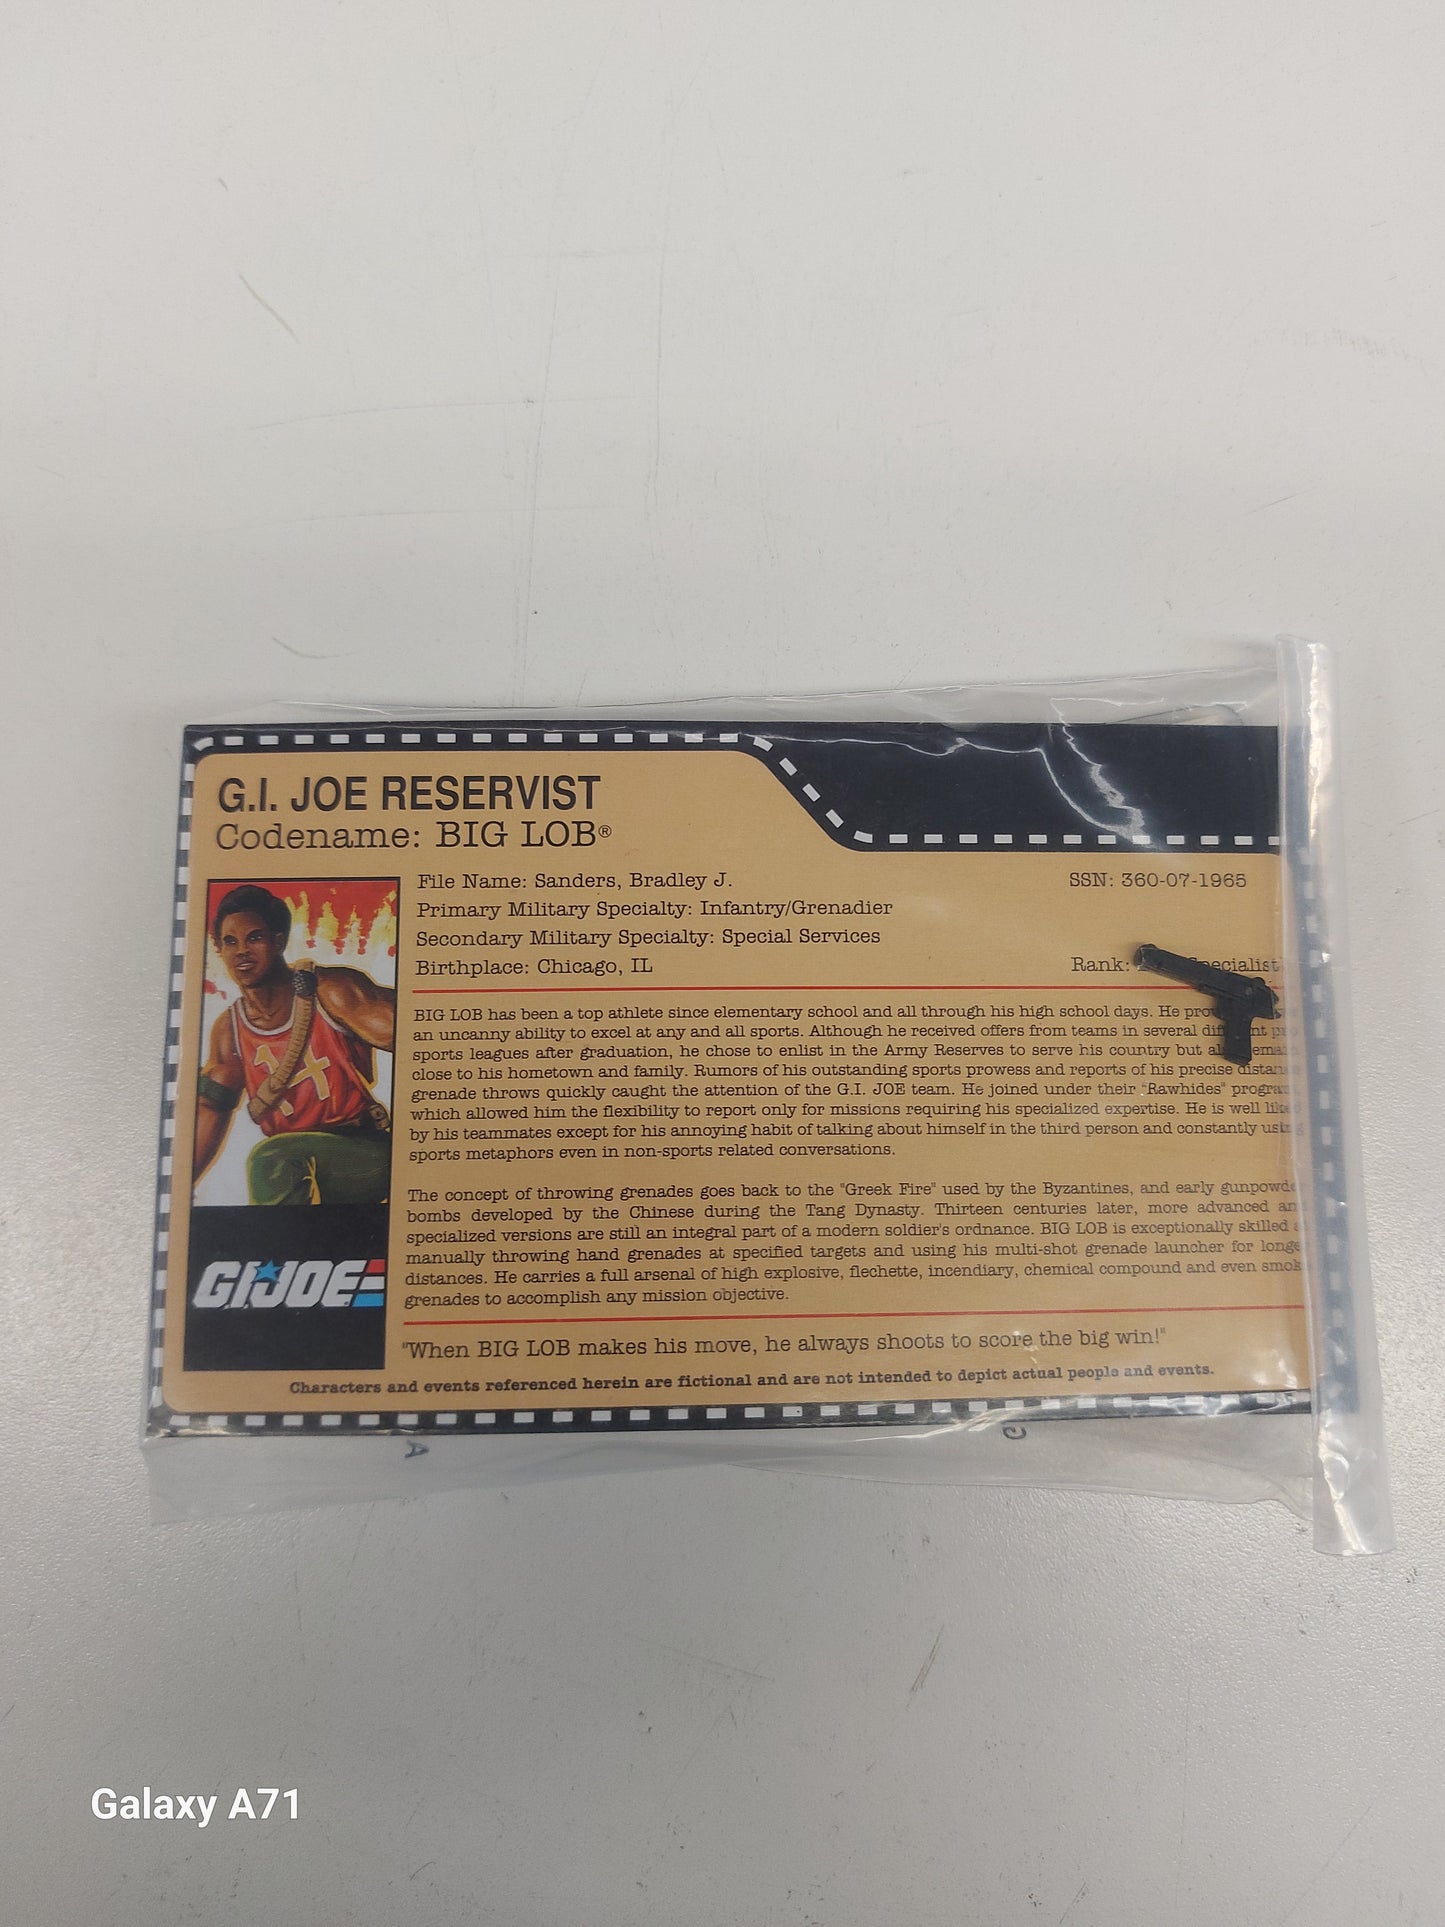 G.I. JOE RESERVIST
Codename: BIG LOB®
File Name: Sanders, Bradley J.
SSN: 360-07-1965
Primary Military Specialty: Infantry/Grenadier
Secondary Military Specialty: Special Services
Birthplace: Chicago, IL
Rank:
BIG LOB has been a top athlete since elementary school and all through his high school days. He
an uncanny ability to excel at any and all sports. Although he received offers from teams in several
sports leagues after graduation, he chose to enlist in the Army Reserves to serve his country but
close to his hometown and family. Rumors of his outstanding sports prowess and reports of his precise
grenade throws quickly caught the attention of the G.I. JOE team. He joined under their "Rawhides"
which allowed him the flexibility to report only for missions requiring his specialized expertise. He is well
by his teammates except for his annoying habit of talking about himself in the third person and constantly
sports metaphors even in non-sports related conversations.
The concept of throwing grenades goes back to the "Greek Fire" used by the Byzantines, and early
bombs developed by the Chinese during the Tang Dynasty. Thirteen centuries later, more advanced
specialized versions are still an integral part of a modern soldier's ordnance. BIG LOB is exceptionally skilled
manually throwing hand grenades at specified targets and using his multi-shot grenade launcher for
distances. He carries a full arsenal of high explosive, flechette, incendiary, chemical compound and even
grenades to accomplish any mission objective.
14
GI JOE
"When BIG LOB makes his move, he always shoots to score the big win!"
Characters and events referenced herein are fictional and are not intended to depict actual people and events.
A
G
Galaxy A71